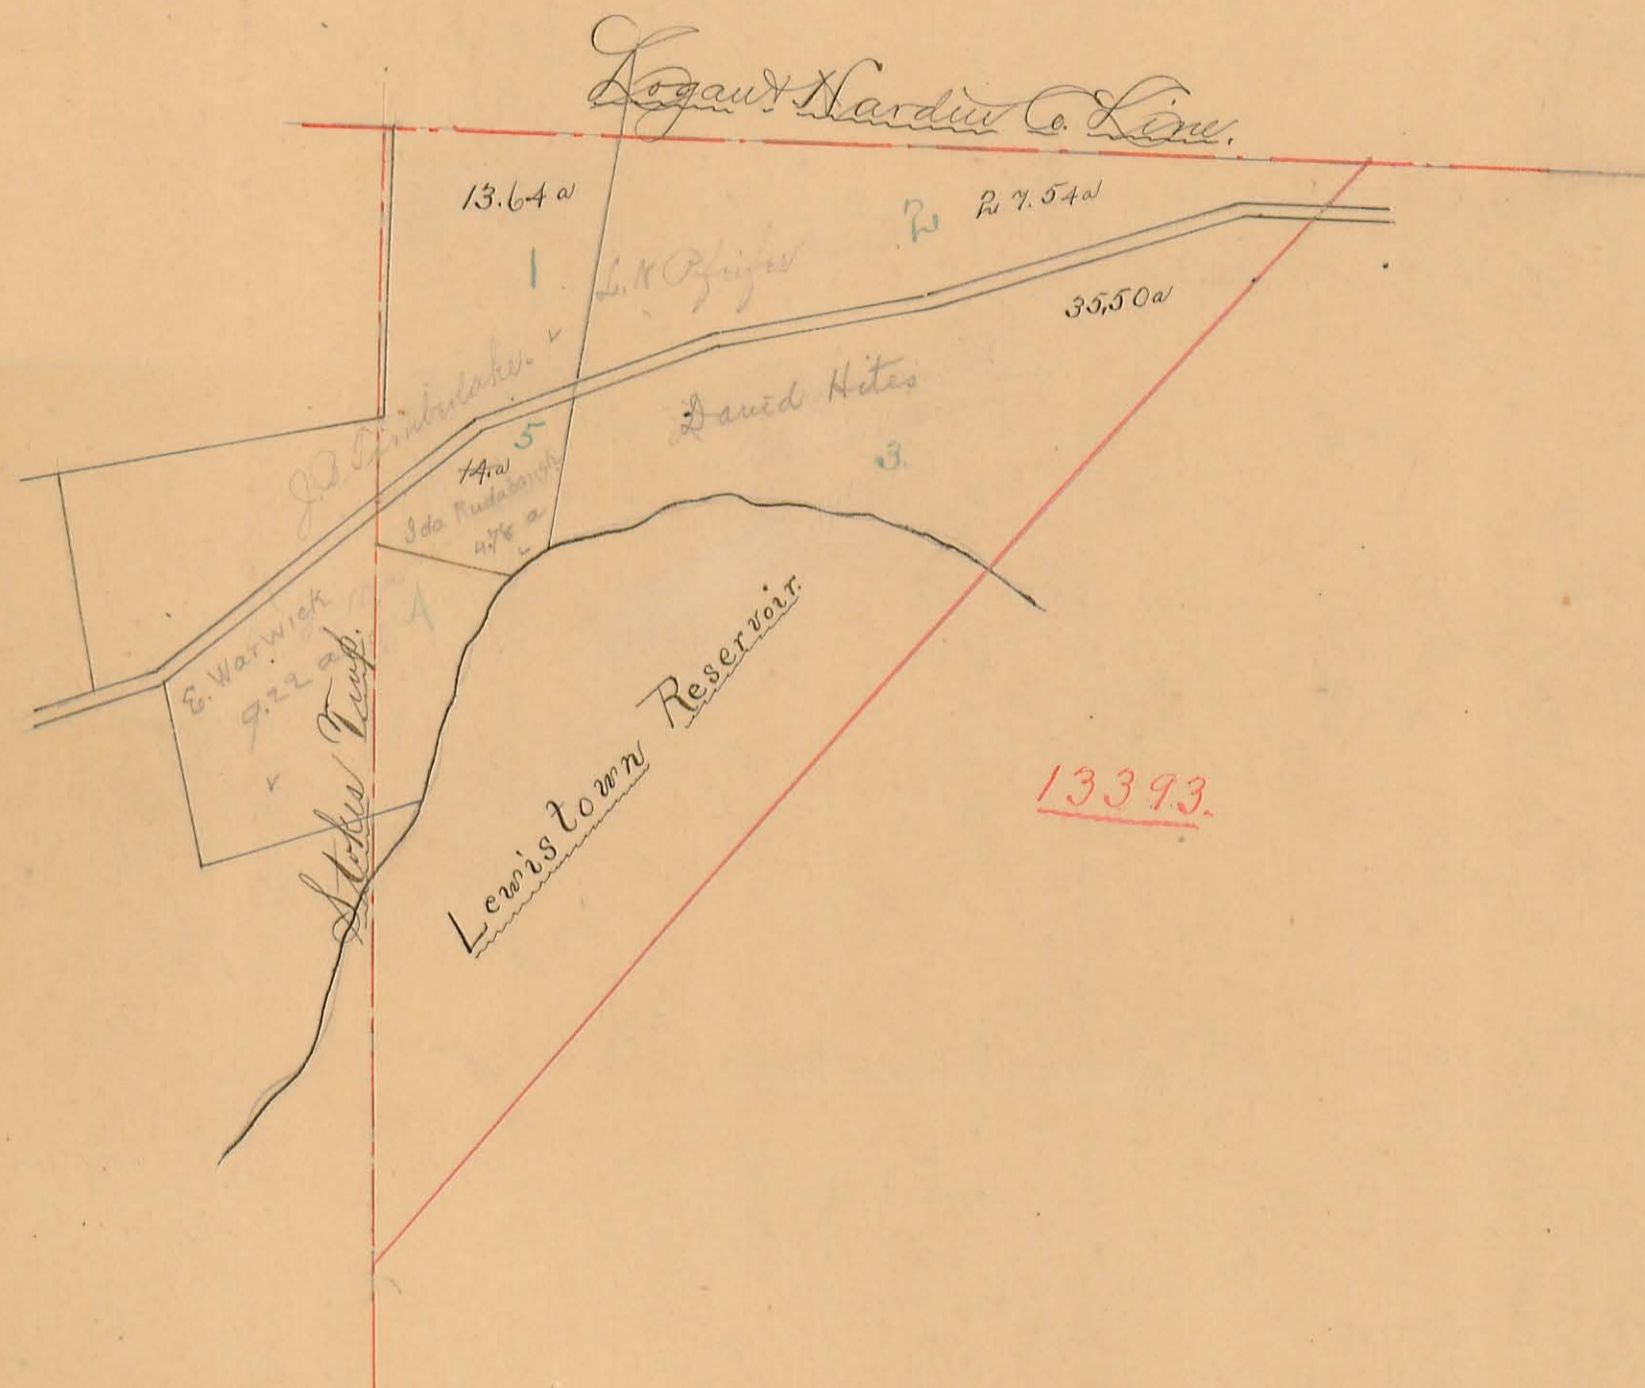 Logan & Hardin Co. Line.
13.64 a
27.54 a
1
2
L. N
35,50 a
J. D. Timberlake.
David Hites
5
3.
14. a
Ida Rudabaugh
4.78 a
4
E. Warwick
9.22 a
Stokes Twp.
Lewistown Reservoir.
13393.